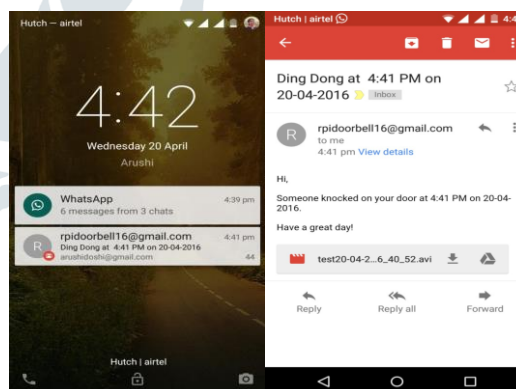 Hutch — airtel
4:42
Wednesday 20 April
Arushi
WhatsApp 4:39 pm
6 messages from 3 chats
R
rpidoorbell16@gmail.com 4:41 pm
Ding Dong at 4:41 PM on 20-04-2016
arushidoshi@gmail.com 44
Hutch | airtel
Hutch | airtel 4:4
Ding Dong at 4:41 PM on
20-04-2016 Inbox
R
rpidoorbell16@gmail.com
to me
4:41 pm View details
Hi,
Someone knocked on your door at 4:41 PM on 20-04-
2016.
Have a great day!
test20-04-2...6_40_52.avi
Reply Reply all Forward